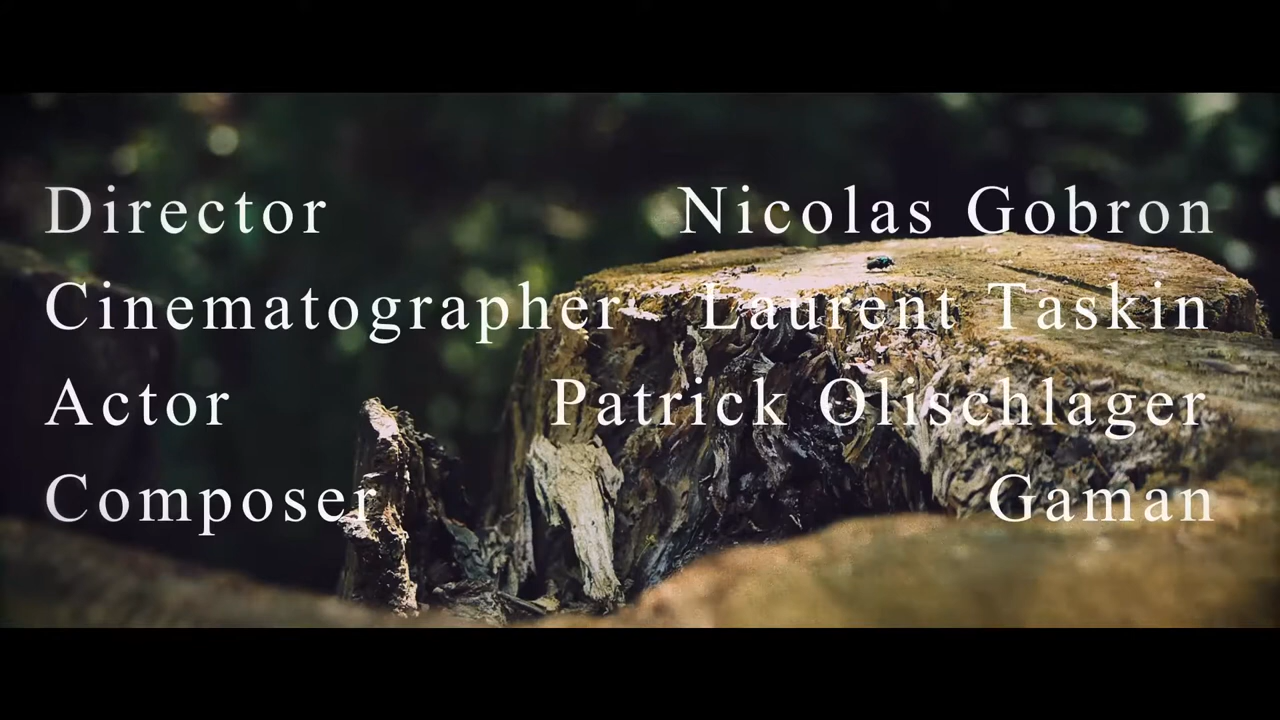 Director Nicolas Gobron
Cinematographer Laurent Taskin
Actor Patrick Olischlager
Composer Gaman